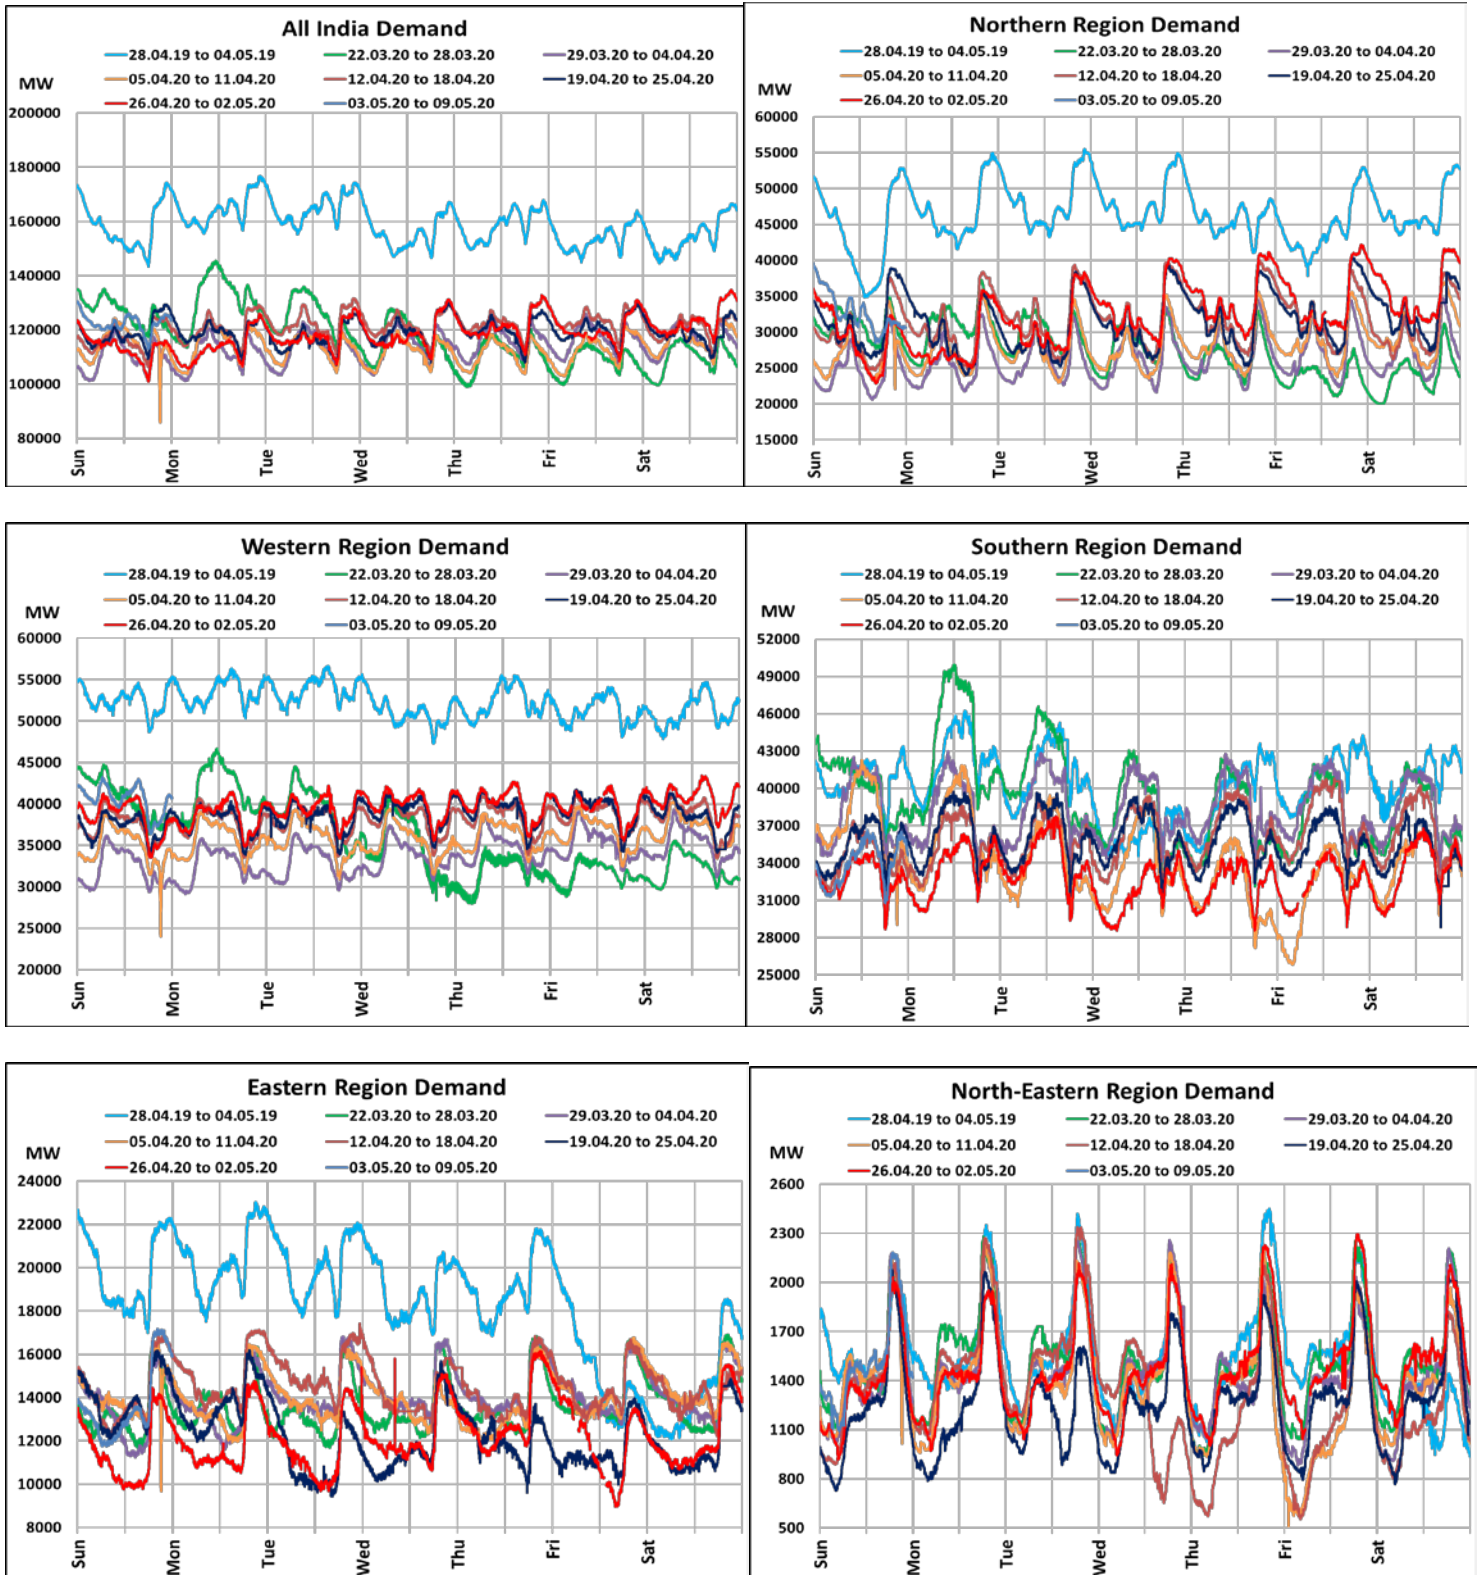 All India Demand
28.04.19 to 04.05.19 22.03.20 to 28.03.20 29.03.20 to 04.04.20
05.04.20 to 11.04.20 12.04.20 to 18.04.20 19.04.20 to 25.04.20
26.04.20 to 02.05.20 03.05.20 to 09.05.20
MW
200000
180000
160000
140000
120000
100000
80000
Sun Mon Tue Wed Thu Fri Sat
Northern Region Demand
28.04.19 to 04.05.19 22.03.20 to 28.03.20 29.03.20 to 04.04.20
05.04.20 to 11.04.20 12.04.20 to 18.04.20 19.04.20 to 25.04.20
26.04.20 to 02.05.20 03.05.20 to 09.05.20
MW
60000
55000
50000
45000
40000
35000
30000
25000
20000
15000
Sun Mon Tue Wed Thu Fri Sat
Western Region Demand
28.04.19 to 04.05.19 22.03.20 to 28.03.20 29.03.20 to 04.04.20
05.04.20 to 11.04.20 12.04.20 to 18.04.20 19.04.20 to 25.04.20
26.04.20 to 02.05.20 03.05.20 to 09.05.20
MW
60000
55000
50000
45000
40000
35000
30000
25000
20000
Sun Mon Tue Wed Thu Fri Sat
Southern Region Demand
28.04.19 to 04.05.19 22.03.20 to 28.03.20 29.03.20 to 04.04.20
05.04.20 to 11.04.20 12.04.20 to 18.04.20 19.04.20 to 25.04.20
26.04.20 to 02.05.20 03.05.20 to 09.05.20
MW
52000
49000
46000
43000
40000
37000
34000
31000
28000
25000
Sun Mon Tue Wed Thu Fri Sat
Eastern Region Demand
28.04.19 to 04.05.19 22.03.20 to 28.03.20 29.03.20 to 04.04.20
05.04.20 to 11.04.20 12.04.20 to 18.04.20 19.04.20 to 25.04.20
26.04.20 to 02.05.20 03.05.20 to 09.05.20
MW
24000
22000
20000
18000
16000
14000
12000
10000
8000
Sun Mon Tue Wed Thu Fri Sat
North-Eastern Region Demand
28.04.19 to 04.05.19 22.03.20 to 28.03.20 29.03.20 to 04.04.20
05.04.20 to 11.04.20 12.04.20 to 18.04.20 19.04.20 to 25.04.20
26.04.20 to 02.05.20 03.05.20 to 09.05.20
MW
2600
2300
2000
1700
1400
1100
800
500
Sun Mon Tue Wed Thu Fri Sat